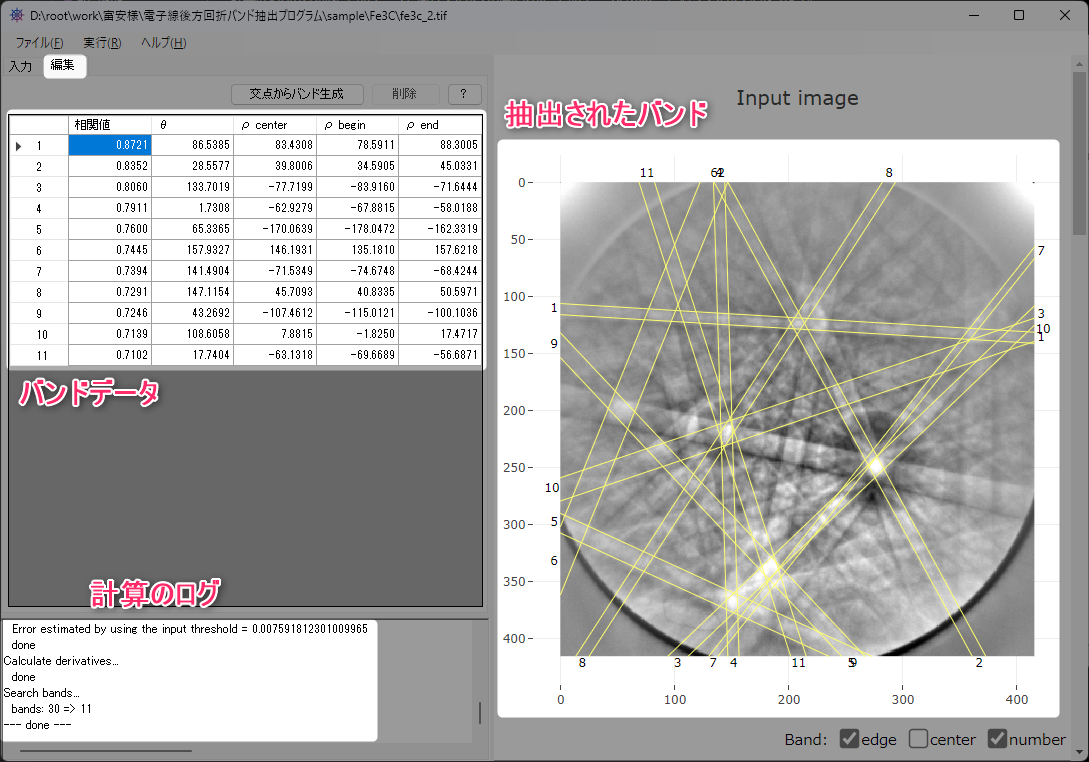 D:\root\work\富安様\電子線後方回折バンド抽出プログラム\sample\Fe3C\fe3c_2.tif
ファイル(F) 実行(R) ヘルプ(H)
入力 編集
交点からバンド生成 削除 ?
相関値 θ ρ center ρ begin ρ end
1 0.8721 86.5385 83.4308 78.5911 88.3005
2 0.8352 28.5577 39.8006 34.5905 45.0331
3 0.8060 133.7019 -77.7199 -83.9160 -71.6444
4 0.7911 1.7308 -62.9279 -67.8815 -58.0188
5 0.7600 65.3365 -170.0639 -178.0472 -162.3319
6 0.7445 157.9327 146.1931 135.1810 157.6218
7 0.7394 141.4904 -71.5349 -74.6748 -68.4244
8 0.7291 147.1154 45.7093 40.8335 50.5971
9 0.7246 43.2692 -107.4612 -115.0121 -100.1036
10 0.7139 108.6058 7.8815 -1.8250 17.4717
11 0.7102 17.7404 -63.1318 -69.6689 -56.6871
バンドデータ
計算のログ
Error estimated by using the input threshold = 0.007591812301009965
done
Calculate derivatives...
done
Search bands...
bands: 30 => 11
--- done ---
Input image
抽出されたバンド
11 6 4 2 8
0
50
7
100
1
3
10
1
9
150
200
250
10
5
300
6
350
400
8 3 7 4 11 5 9 2
0 100 200 300 400
Band: edge center number